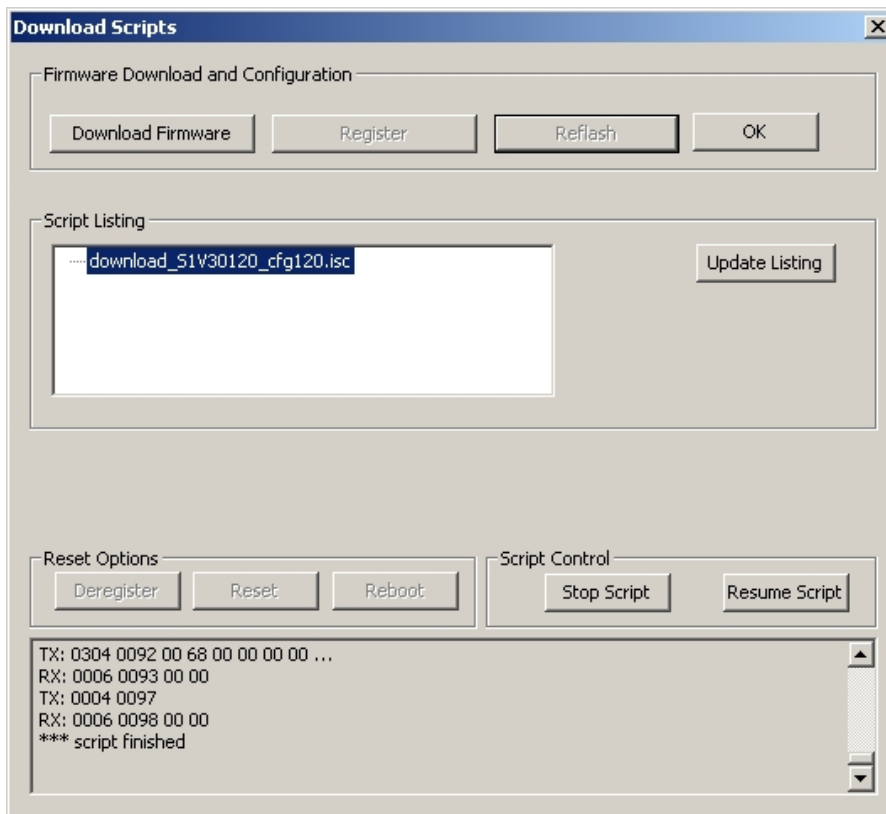 Download Scripts
Firmware Download and Configuration
Download Firmware
Register
Reflash
OK
Script Listing
download_S1V30120_cfg120.isc
Update Listing
Reset Options
Deregister
Reset
Reboot
Script Control
Stop Script
Resume Script
TX: 0304 0092 00 68 00 00 00 00 ...
RX: 0006 0093 00 00
TX: 0004 0097
RX: 0006 0098 00 00
*** script finished